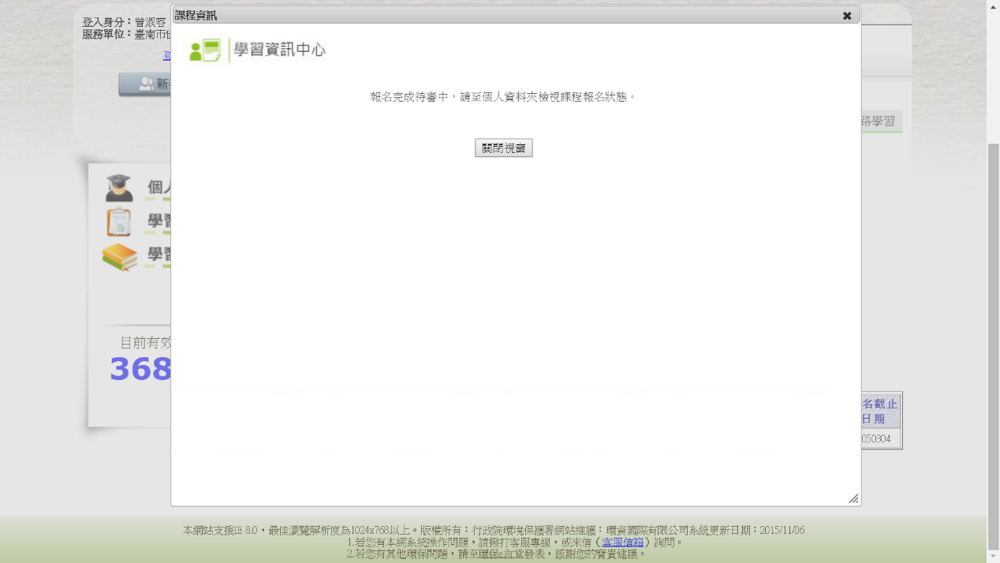 課程資訊
登入身分：曾淑容
服務單位：臺南市
學習資訊中心
報名完成待審中，請至個人資料夾檢視課程報名狀態。
關閉視窗
新
路學習
個人
學習
學習
目前有效
368
名截止
日期
050304
本網站支援IE 8.0，最佳瀏覽解析度為1024x768以上。版權所有：行政院環境保護署網站維護：環資國際有限公司系統更新日期：2015/11/06
1.若您有本網系統操作問題，請撥打客服專線，或來信（客服信箱）詢問。
2.若您有其他環保問題，請至環保e言堂發表，感謝您的寶貴建議。